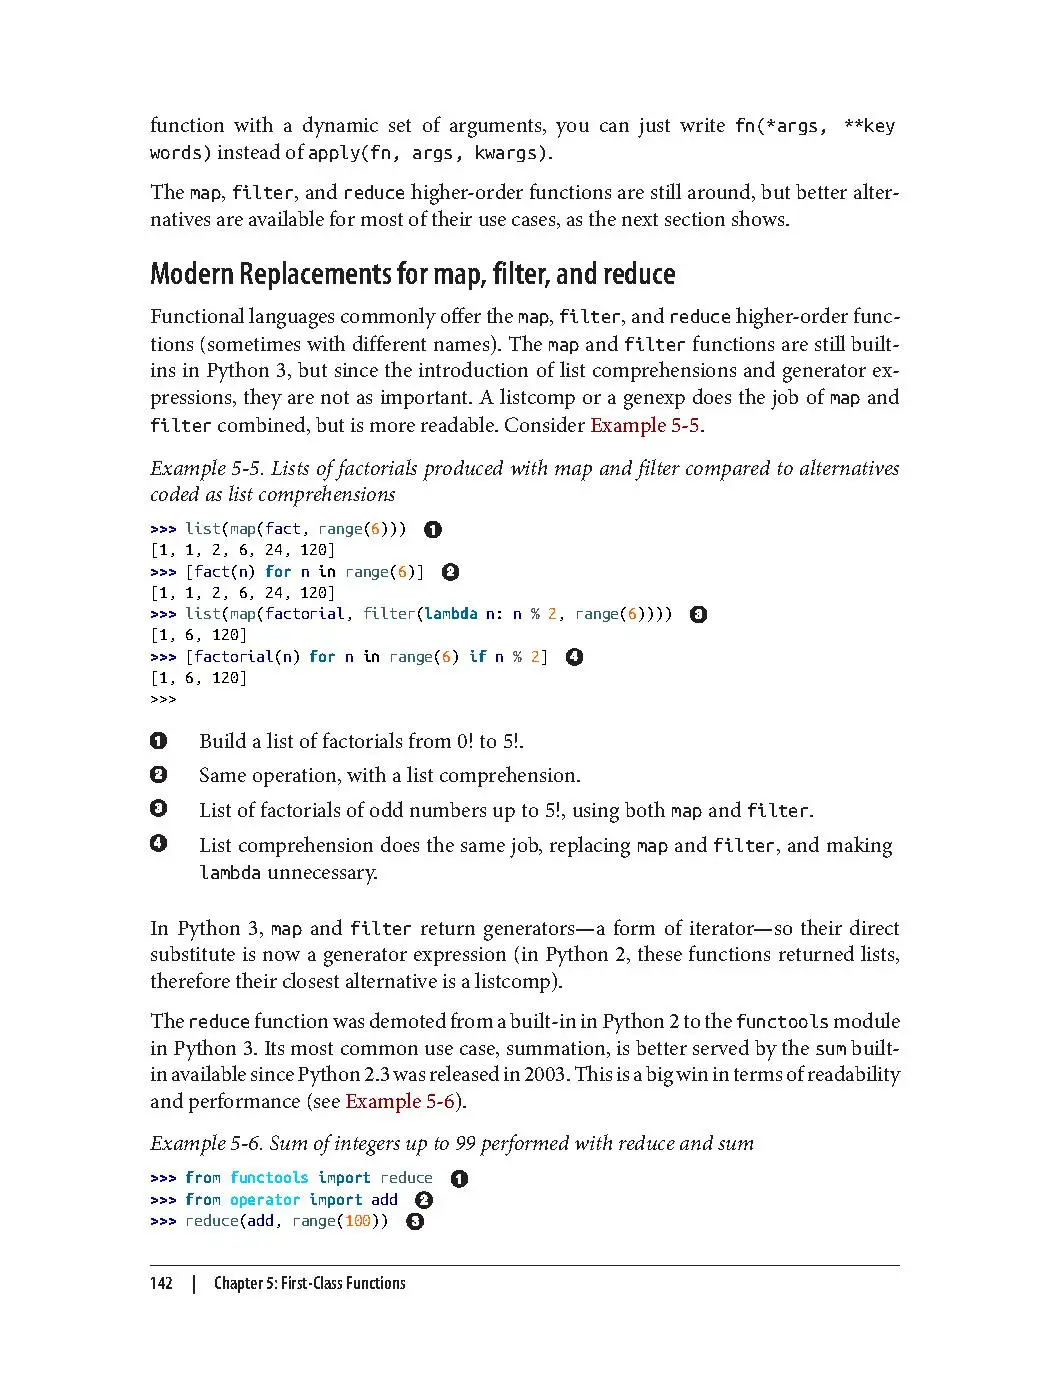 function with a dynamic set of arguments, you can just write fn(*args, **key
words) instead of apply(fn, args, kwargs).
The map, filter, and reduce higher-order functions are still around, but better alter-
natives are available for most of their use cases, as the next section shows.
Modern Replacements for map, filter, and reduce
Functional languages commonly offer the map, filter, and reduce higher-order func-
tions (sometimes with different names). The map and filter functions are still built-
ins in Python 3, but since the introduction of list comprehensions and generator ex-
pressions, they are not as important. A listcomp or a genexp does the job of map and
filter combined, but is more readable. Consider Example 5-5.
Example 5-5. Lists of factorials produced with map and filter compared to alternatives
coded as list comprehensions
>>> list(map(fact, range(6))) ❶
[1, 1, 2, 6, 24, 120]
>>> [fact(n) for n in range(6)] ❷
[1, 1, 2, 6, 24, 120]
>>> list(map(factorial, filter(lambda n: n % 2, range(6)))) ❸
[1, 6, 120]
>>> [factorial(n) for n in range(6) if n % 2] ❹
[1, 6, 120]
>>>
❶ Build a list of factorials from 0! to 5!.
❷ Same operation, with a list comprehension.
❸ List of factorials of odd numbers up to 5!, using both map and filter.
❹ List comprehension does the same job, replacing map and filter, and making
lambda unnecessary.
In Python 3, map and filter return generators—a form of iterator—so their direct
substitute is now a generator expression (in Python 2, these functions returned lists,
therefore their closest alternative is a listcomp).
The reduce function was demoted from a built-in in Python 2 to the functools module
in Python 3. Its most common use case, summation, is better served by the sum built-
in available since Python 2.3 was released in 2003. This is a big win in terms of readability
and performance (see Example 5-6).
Example 5-6. Sum of integers up to 99 performed with reduce and sum
>>> from functools import reduce ❶
>>> from operator import add ❷
>>> reduce(add, range(100)) ❸
142 | Chapter 5: First-Class Functions